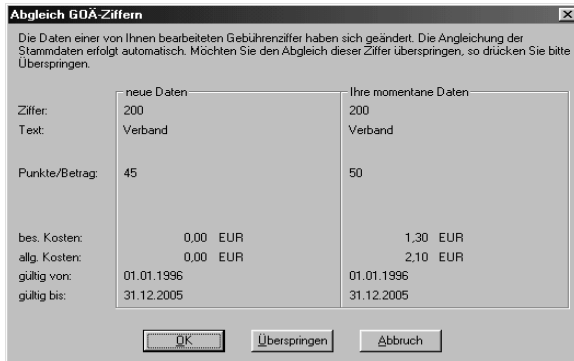 Abgleich GOÄ-Ziffern
Die Daten einer von Ihnen bearbeiteten Gebührenziffer haben sich geändert. Die Angleichung der
Stammdaten erfolgt automatisch. Möchten Sie den Abgleich dieser Ziffer überspringen, so drücken Sie bitte
Überspringen.
neue Daten Ihre momentane Daten
Ziffer: 200 200
Text: Verband Verband
Punkte/Betrag: 45 50
bes. Kosten: 0,00 EUR 1,30 EUR
allg. Kosten: 0,00 EUR 2,10 EUR
gültig von: 01.01.1996 01.01.1996
gültig bis: 31.12.2005 31.12.2005
OK Überspringen Abbruch